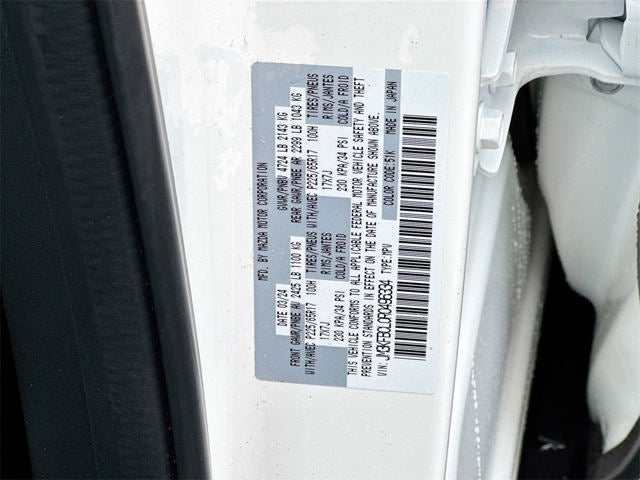 MFD. BY MAZDA MOTOR CORPORATION
DATE 03/24 GVWR/PNBV 4724 LB 2143 KG
FRONT GAWR/PNBE AV 2425 LB 1100 KG REAR GAWR/PNBE AR 2299 LB 1043 KG
WITH/AVEC P225/65R17 100H TIRES/PNEUS WITH/AVEC P225/65R17 100H TIRES/PNEUS
17X7J RIMS/JANTES 17X7J RIMS/JANTES
230 KPA/34 PSI COLD/A FROID 230 KPA/34 PSI COLD/A FROID
THIS VEHICLE CONFORMS TO ALL APPLICABLE FEDERAL MOTOR VEHICLE SAFETY AND THEFT
PREVENTION STANDARDS IN EFFECT ON THE DATE OF MANUFACTURE SHOWN ABOVE.
VIN: JM3KFBCL0R0496334 TYPE:MPV COLOR CODE:51K MADE IN JAPAN